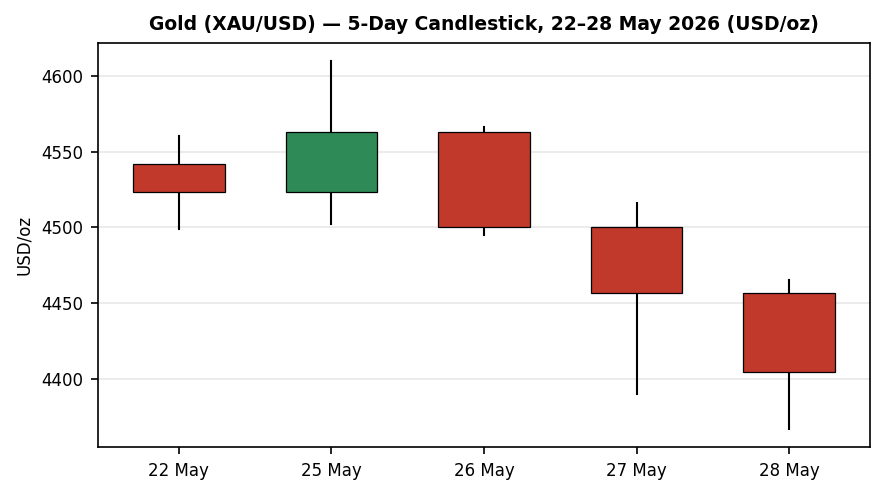 Gold (XAU/USD) — 5-Day Candlestick, 22–28 May 2026 (USD/oz)
USD/oz
4600
4550
4500
4450
4400
22 May 25 May 26 May 27 May 28 May